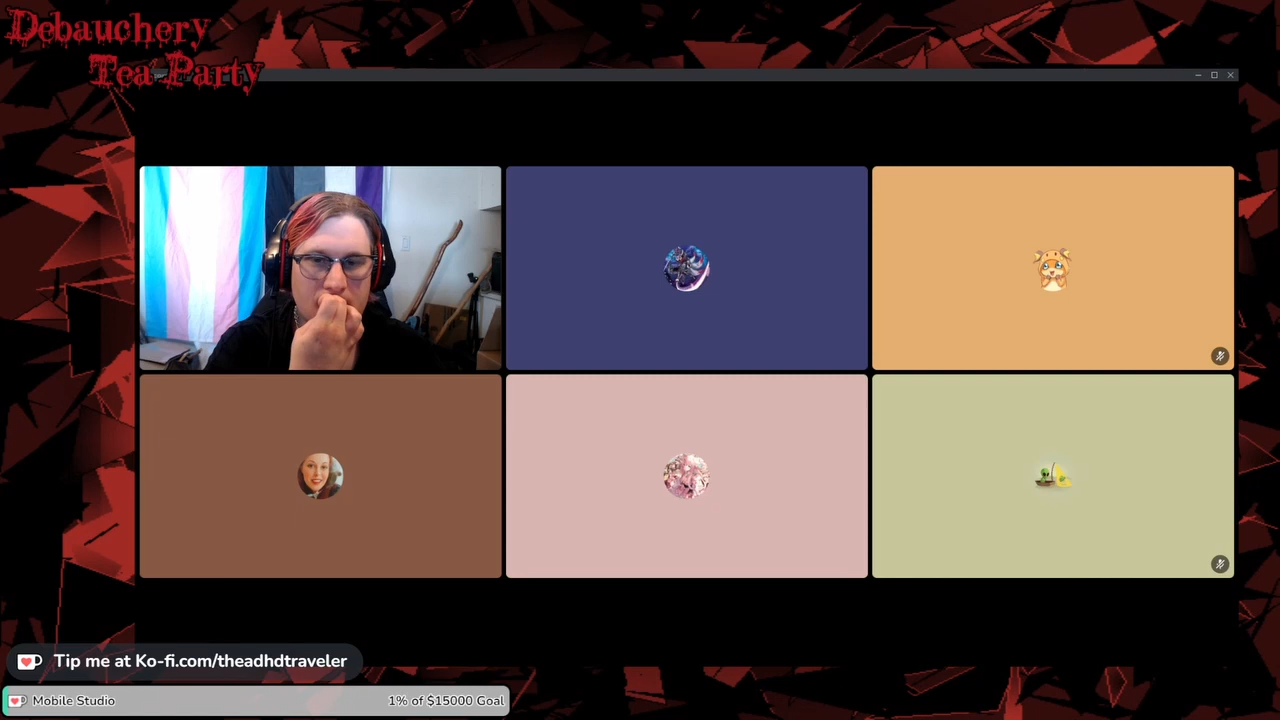 Debauchery
Tea Party
Tip me at Ko-fi.com/theadhdtraveler
Mobile Studio
1% of $15000 Goal